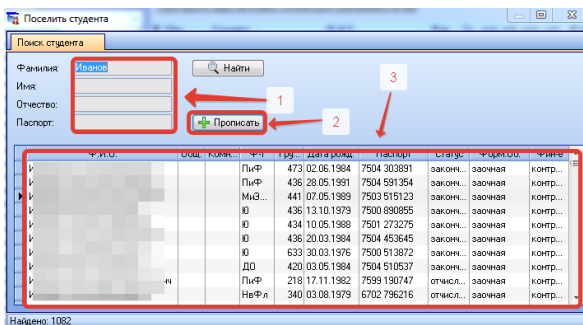 Поселить студента
Поиск студента
Фамилия: Иванов Найти
Имя:
Отчество: 1
Паспорт: Прописать 2 3
Ф.И.О. Общ. Комн... Ф-т Гру... Дата рожд. Паспорт Статус Форм.об. Фин-е
И ПиФ 473 02.06.1984 7504 303891 законч... заочная контр...
И ПиФ 436 28.05.1991 7504 591354 законч... заочная контр...
И МиЭ... 441 07.05.1989 7503 515123 законч... заочная контр...
И Ю 436 13.10.1979 7500 890855 законч... заочная контр...
И Ю 434 10.05.1988 7501 273275 законч... заочная контр...
И Ю 436 20.03.1984 7504 453645 законч... заочная контр...
И Ю 633 30.03.1976 7500 513872 законч... заочная контр...
И ДО 420 03.05.1984 7504 510537 законч... заочная контр...
И ич ПиФ 218 17.11.1982 7599 190747 отчисл... заочная контр...
И НвФл 340 03.08.1979 6702 796216 отчисл... заочная контр...
Найдено: 1082